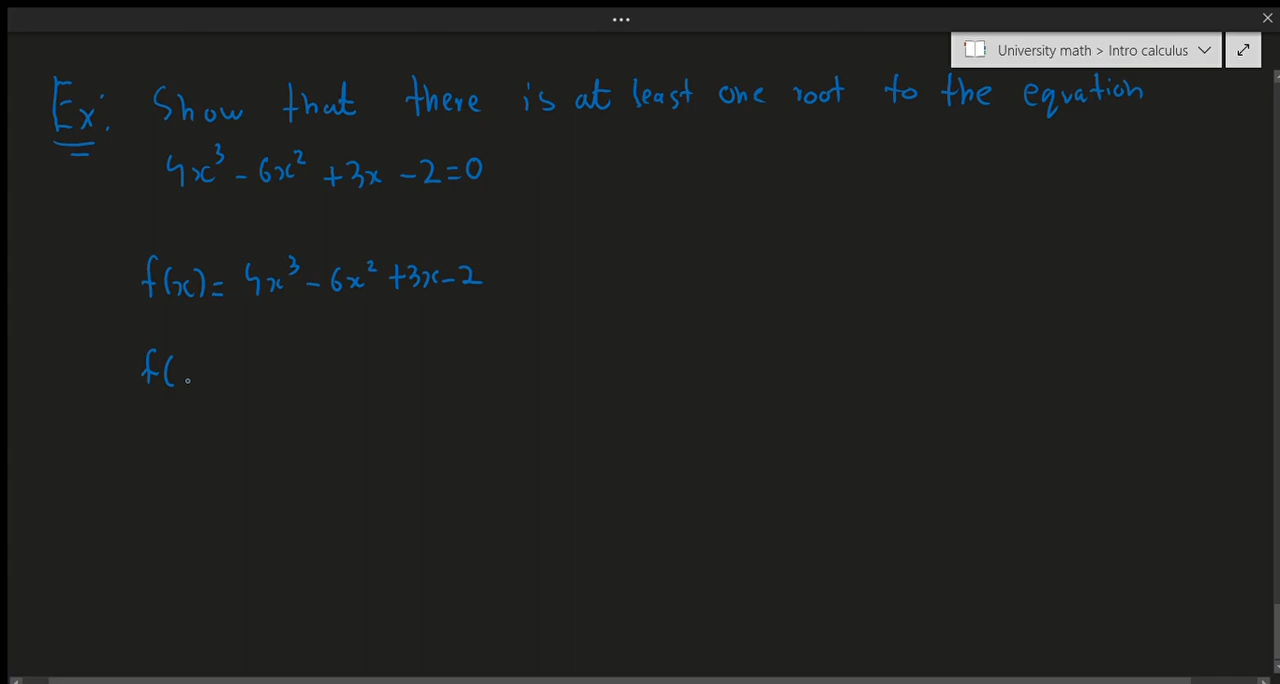 ...
University math > Intro calculus
Ex: Show that there is at least one root to the equation
4x³ - 6x² + 3x - 2 = 0
f(x) = 4x³ - 6x² + 3x - 2
f(